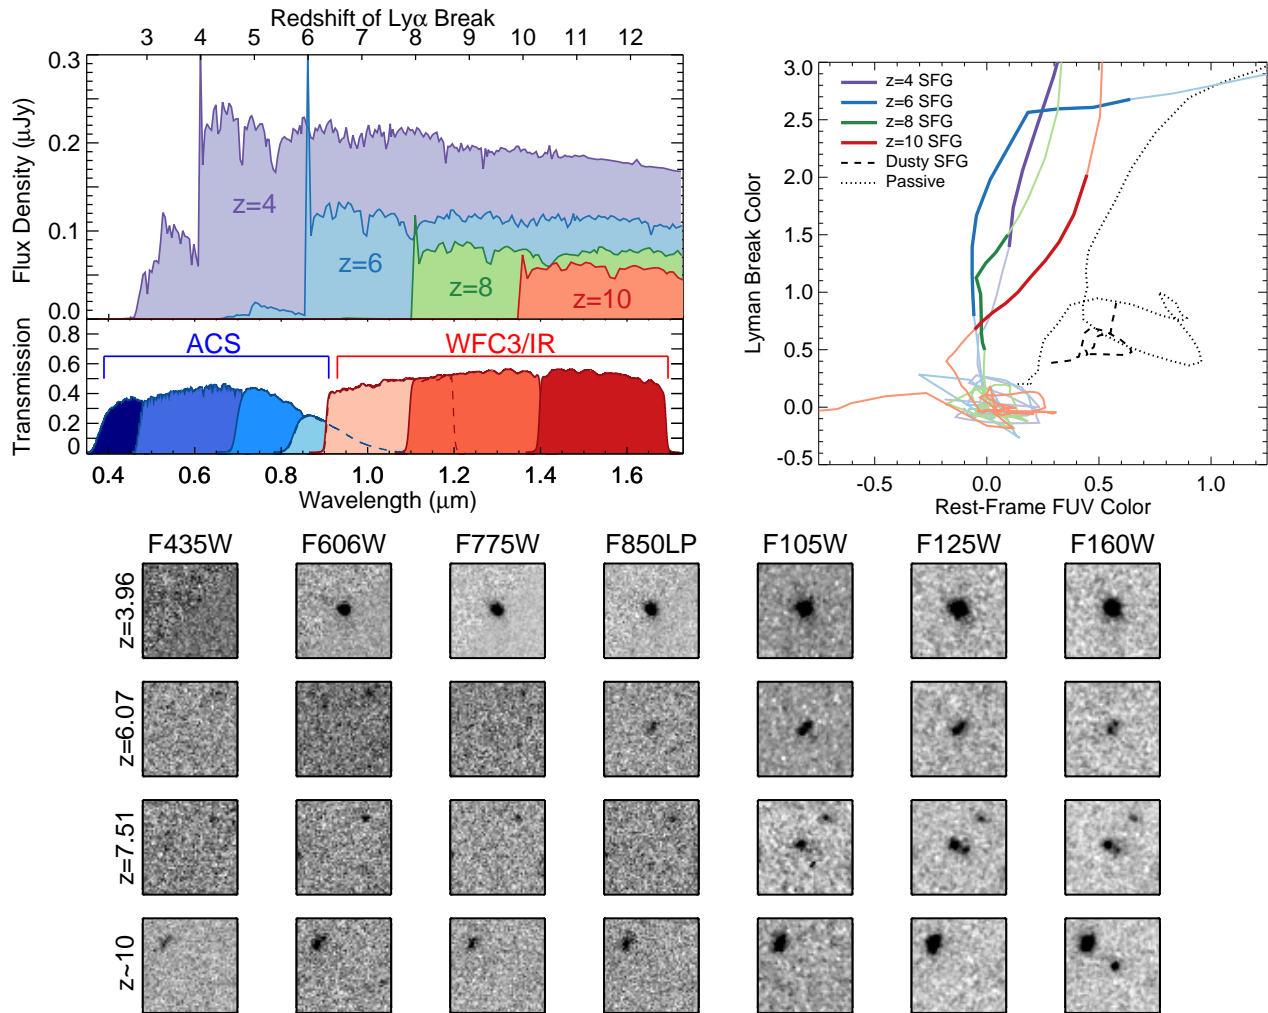 Redshift of Lyα Break
3 4 5 6 7 8 9 10 11 12
Flux Density (μJy)
0.3
0.2
0.1
0.0
z=4
z=6
z=8
z=10
Transmission
0.8
0.6
0.4
0.2
0
ACS
WFC3/IR
0.4 0.6 0.8 1.0 1.2 1.4 1.6
Wavelength (μm)
Lyman Break Color
3.0
2.5
2.0
1.5
1.0
0.5
0.0
-0.5
z=4 SFG
z=6 SFG
z=8 SFG
z=10 SFG
Dusty SFG
Passive
-0.5 0.0 0.5 1.0
Rest-Frame FUV Color
F435W F606W F775W F850LP F105W F125W F160W
z=3.96
z=6.07
z=7.51
z~10